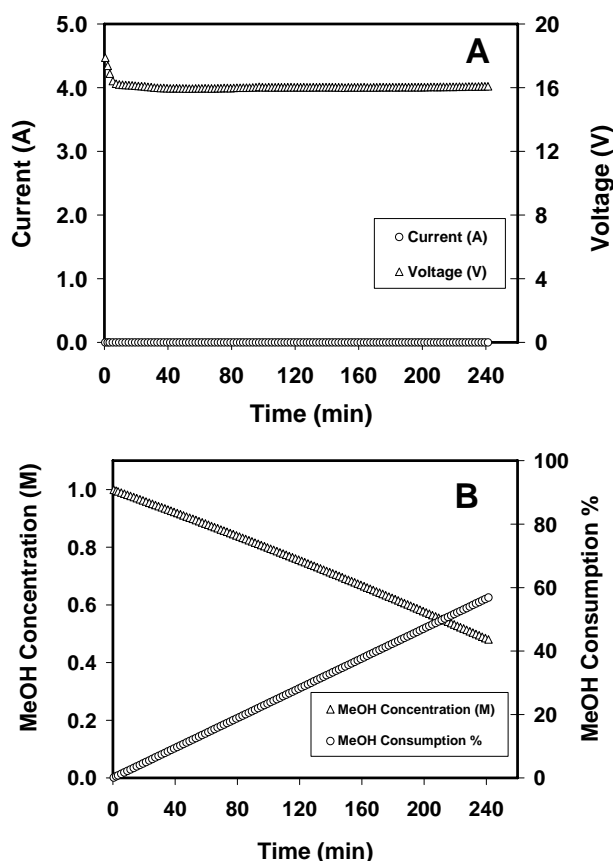 A
5.0
4.0
3.0
2.0
1.0
0.0
Current (A)
20
16
12
8
4
0
Voltage (V)
Current (A)
Voltage (V)
0 40 80 120 160 200 240
Time (min)
B
1.0
0.8
0.6
0.4
0.2
0.0
MeOH Concentration (M)
100
80
60
40
20
0
MeOH Consumption %
MeOH Concentration (M)
MeOH Consumption %
0 40 80 120 160 200 240
Time (min)